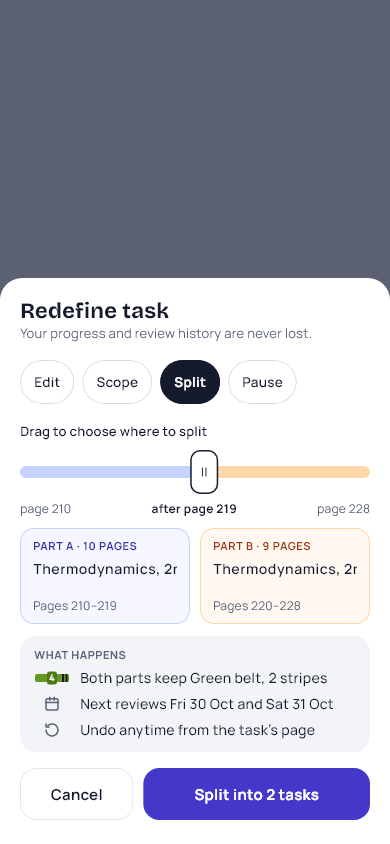 Redefine task
Your progress and review history are never lost.
Edit
Scope
Split
Pause
Drag to choose where to split
page 210
after page 219
page 228
PART A · 10 PAGES
Thermodynamics, 2r
Pages 210–219
PART B · 9 PAGES
Thermodynamics, 2r
Pages 220–228
WHAT HAPPENS
4
Both parts keep Green belt, 2 stripes
Next reviews Fri 30 Oct and Sat 31 Oct
Undo anytime from the task's page
Cancel
Split into 2 tasks